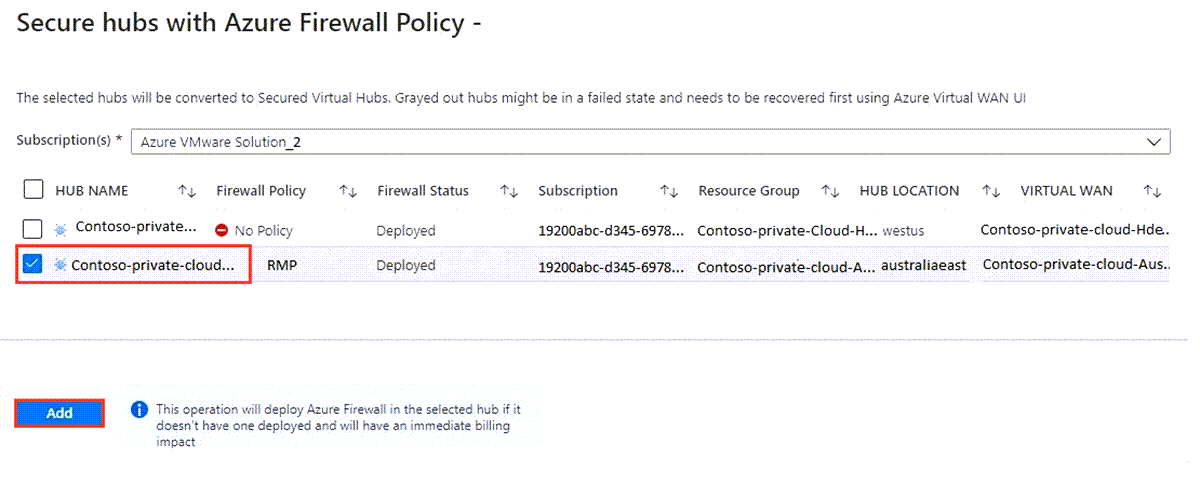 Secure hubs with Azure Firewall Policy -
The selected hubs will be converted to Secured Virtual Hubs. Grayed out hubs might be in a failed state and needs to be recovered first using Azure Virtual WAN UI
Subscription(s) * Azure VMware Solution_2
HUB NAME ↑↓ Firewall Policy ↑↓ Firewall Status ↑↓ Subscription ↑↓ Resource Group ↑↓ HUB LOCATION ↑↓ VIRTUAL WAN ↑↓
Contoso-private... No Policy Deployed 19200abc-d345-6978... Contoso-private-Cloud-H... westus Contoso-private-cloud-Hde..
Contoso-private-cloud... RMP Deployed 19200abc-d345-6978... Contoso-private-cloud-A... australiaeast Contoso-private-cloud-Aus..
Add
This operation will deploy Azure Firewall in the selected hub if it
doesn't have one deployed and will have an immediate billing
impact